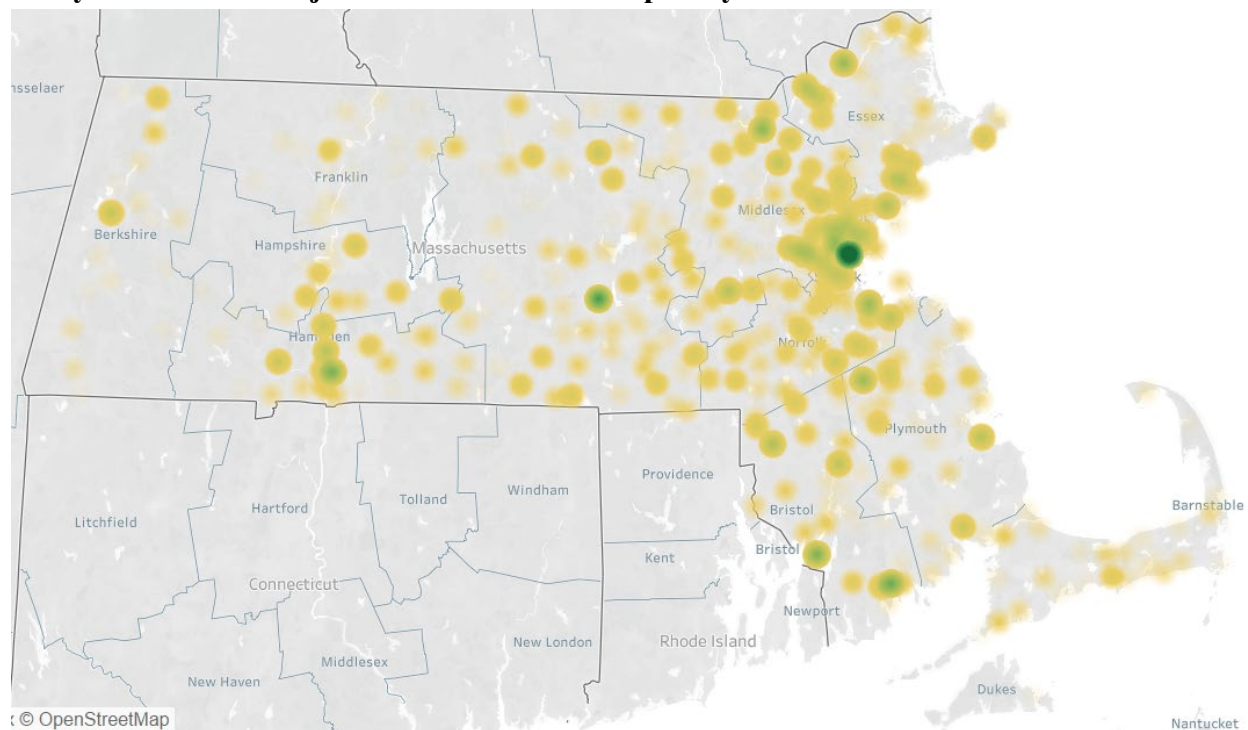 Essex
Franklin
Middlesex
Berkshire
Hampshire
Massachusetts
Hampden
Norfolk
Plymouth
Providence
Windham
Tolland
Hartford
Litchfield
Barnstable
Bristol
Bristol
Kent
Connecticut
Newport
New London
Rhode Island
Middlesex
New Haven
Dukes
© OpenStreetMap
Nantucket